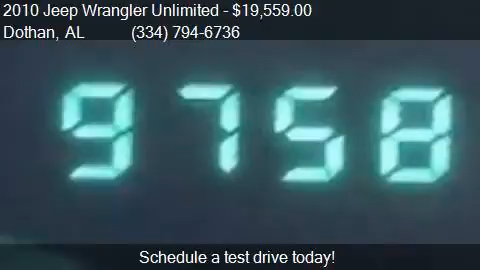 2010 Jeep Wrangler Unlimited - $19,559.00
Dothan, AL (334) 794-6736
9758
Schedule a test drive today!